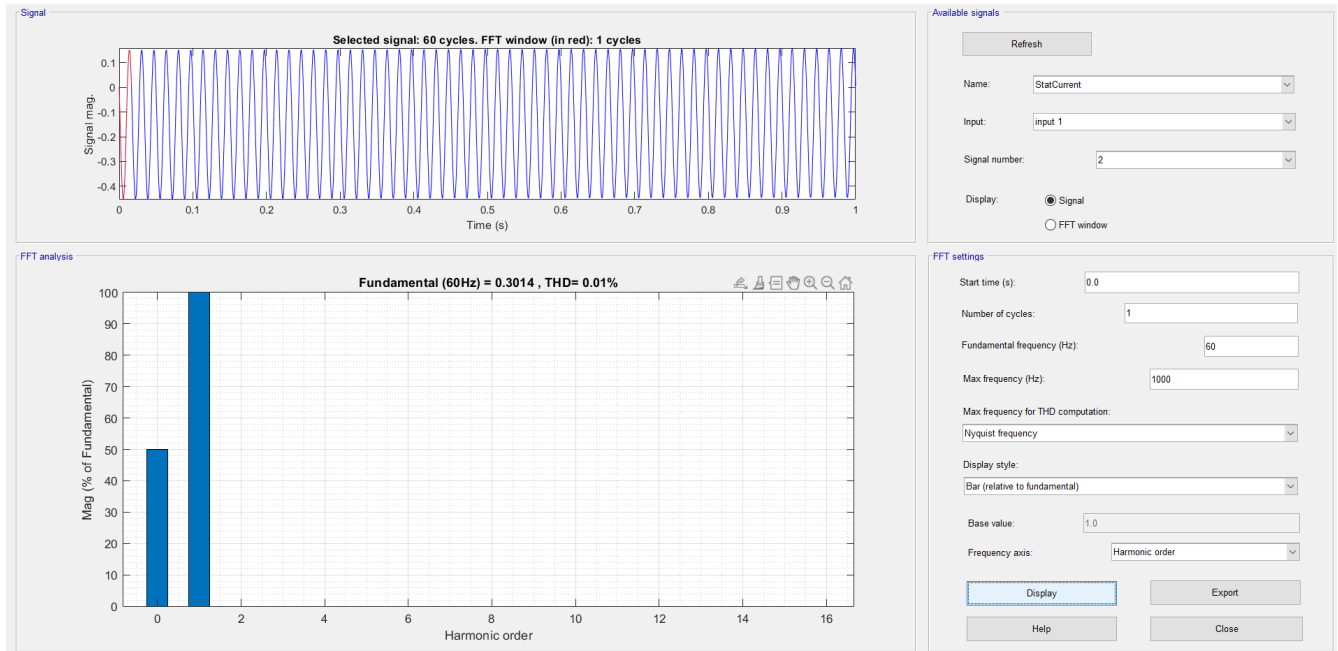 Signal
Selected signal: 60 cycles. FFT window (in red): 1 cycles
0.1
0
-0.1
-0.2
-0.3
-0.4
Signal mag.
0 0.1 0.2 0.3 0.4 0.5 0.6 0.7 0.8 0.9 1
Time (s)
Available signals
Refresh
Name: StatCurrent
Input: input 1
Signal number: 2
Display: Signal
FFT window
FFT analysis
Fundamental (60Hz) = 0.3014 , THD= 0.01%
100
90
80
70
60
50
40
30
20
10
0
Mag (% of Fundamental)
0 2 4 6 8 10 12 14 16
Harmonic order
FFT settings
Start time (s): 0.0
Number of cycles: 1
Fundamental frequency (Hz): 60
Max frequency (Hz): 1000
Max frequency for THD computation:
Nyquist frequency
Display style:
Bar (relative to fundamental)
Base value: 1.0
Frequency axis: Harmonic order
Display Export
Help Close